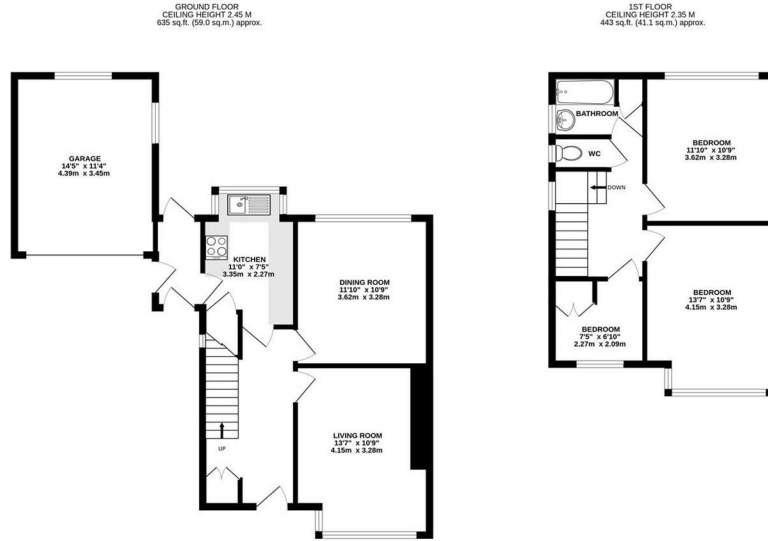 GROUND FLOOR
CEILING HEIGHT 2.45 M
635 sq.ft. (59.0 sq.m.) approx.
1ST FLOOR
CEILING HEIGHT 2.35 M
443 sq.ft. (41.1 sq.m.) approx.
GARAGE
14'5" x 11'4"
4.39m x 3.45m
KITCHEN
11'0" x 7'5"
3.35m x 2.27m
DINING ROOM
11'10" x 10'9"
3.62m x 3.28m
UP
LIVING ROOM
13'7" x 10'9"
4.15m x 3.28m
BATHROOM
WC
DOWN
BEDROOM
11'10" x 10'9"
3.62m x 3.28m
BEDROOM
13'7" x 10'9"
4.15m x 3.28m
BEDROOM
7'5" x 6'10"
2.27m x 2.09m